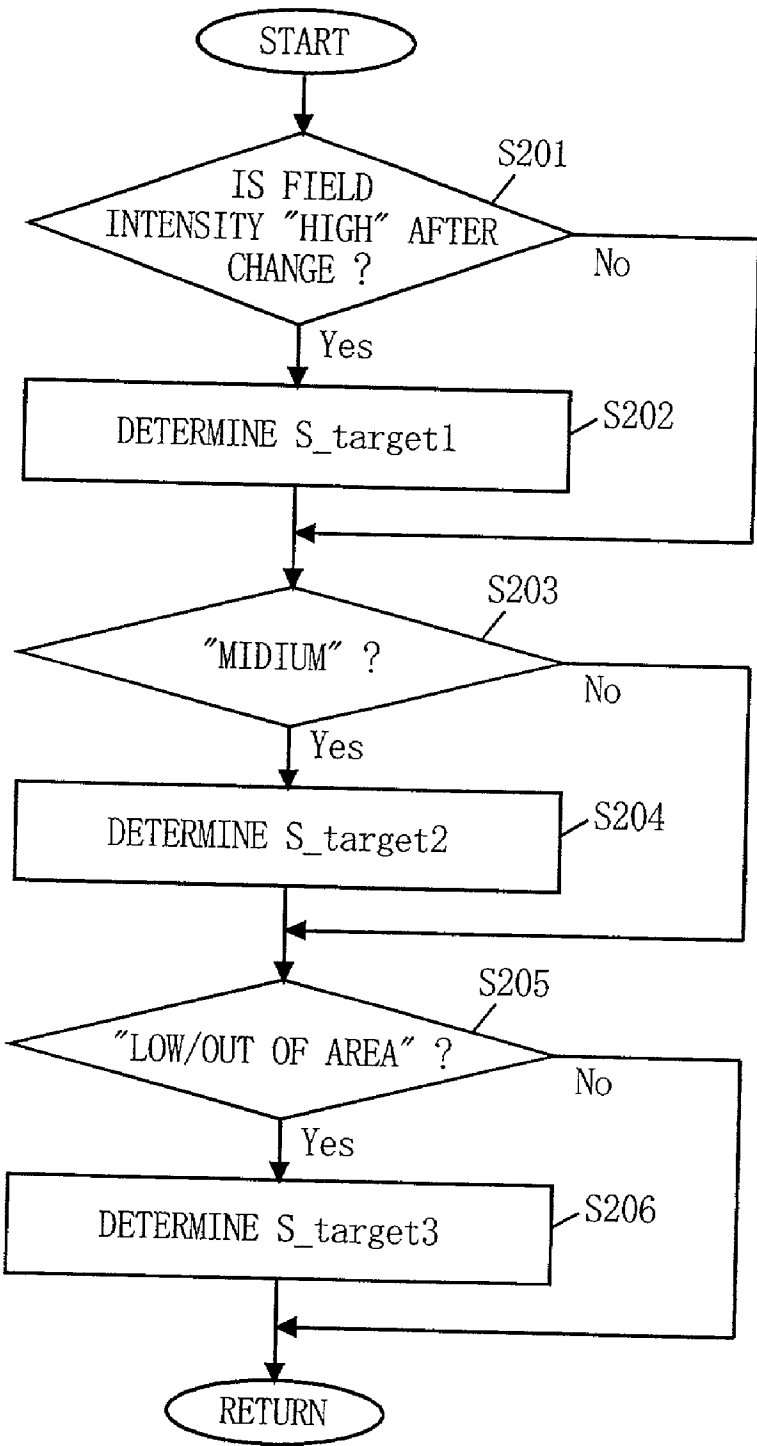 START
S201
IS FIELD
INTENSITY "HIGH" AFTER
CHANGE ?
No
Yes
DETERMINE S_target1
S202
S203
"MIDIUM" ?
No
Yes
DETERMINE S_target2
S204
S205
"LOW/OUT OF AREA" ?
No
Yes
DETERMINE S_target3
S206
RETURN